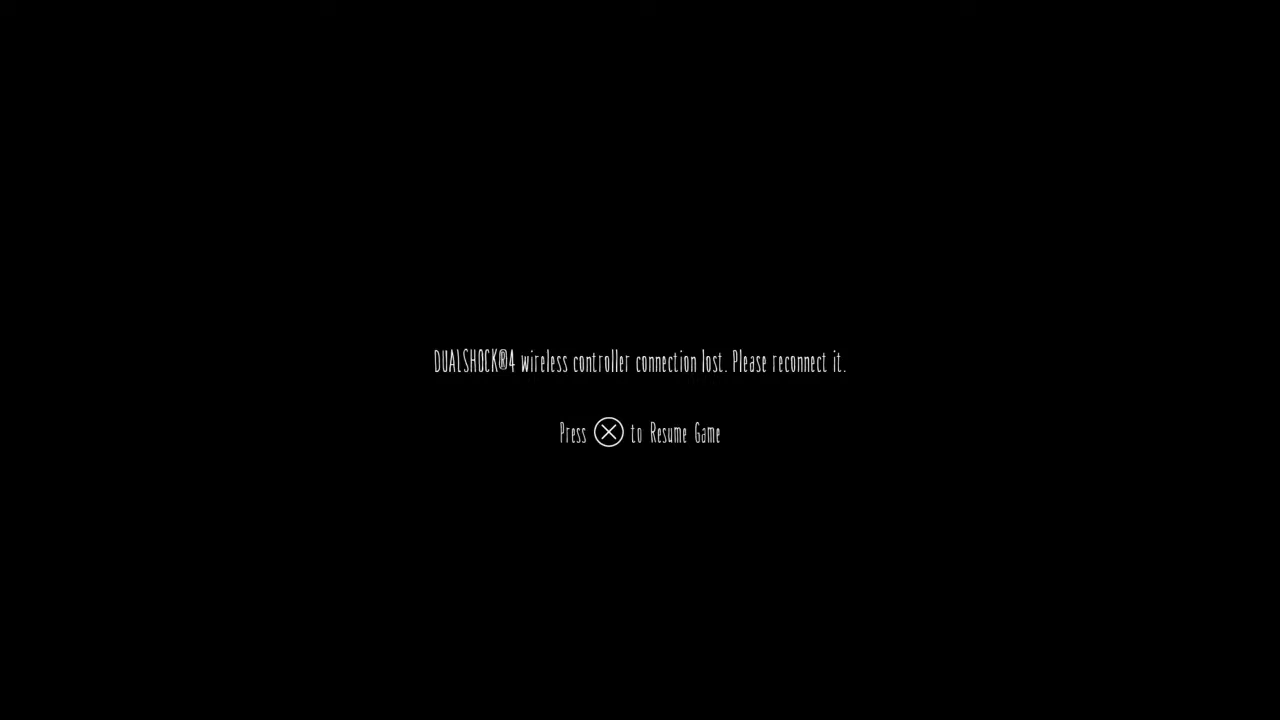 DUALSHOCK®4 wireless controller connection lost. Please reconnect it.
Press ⓧ to Resume Game